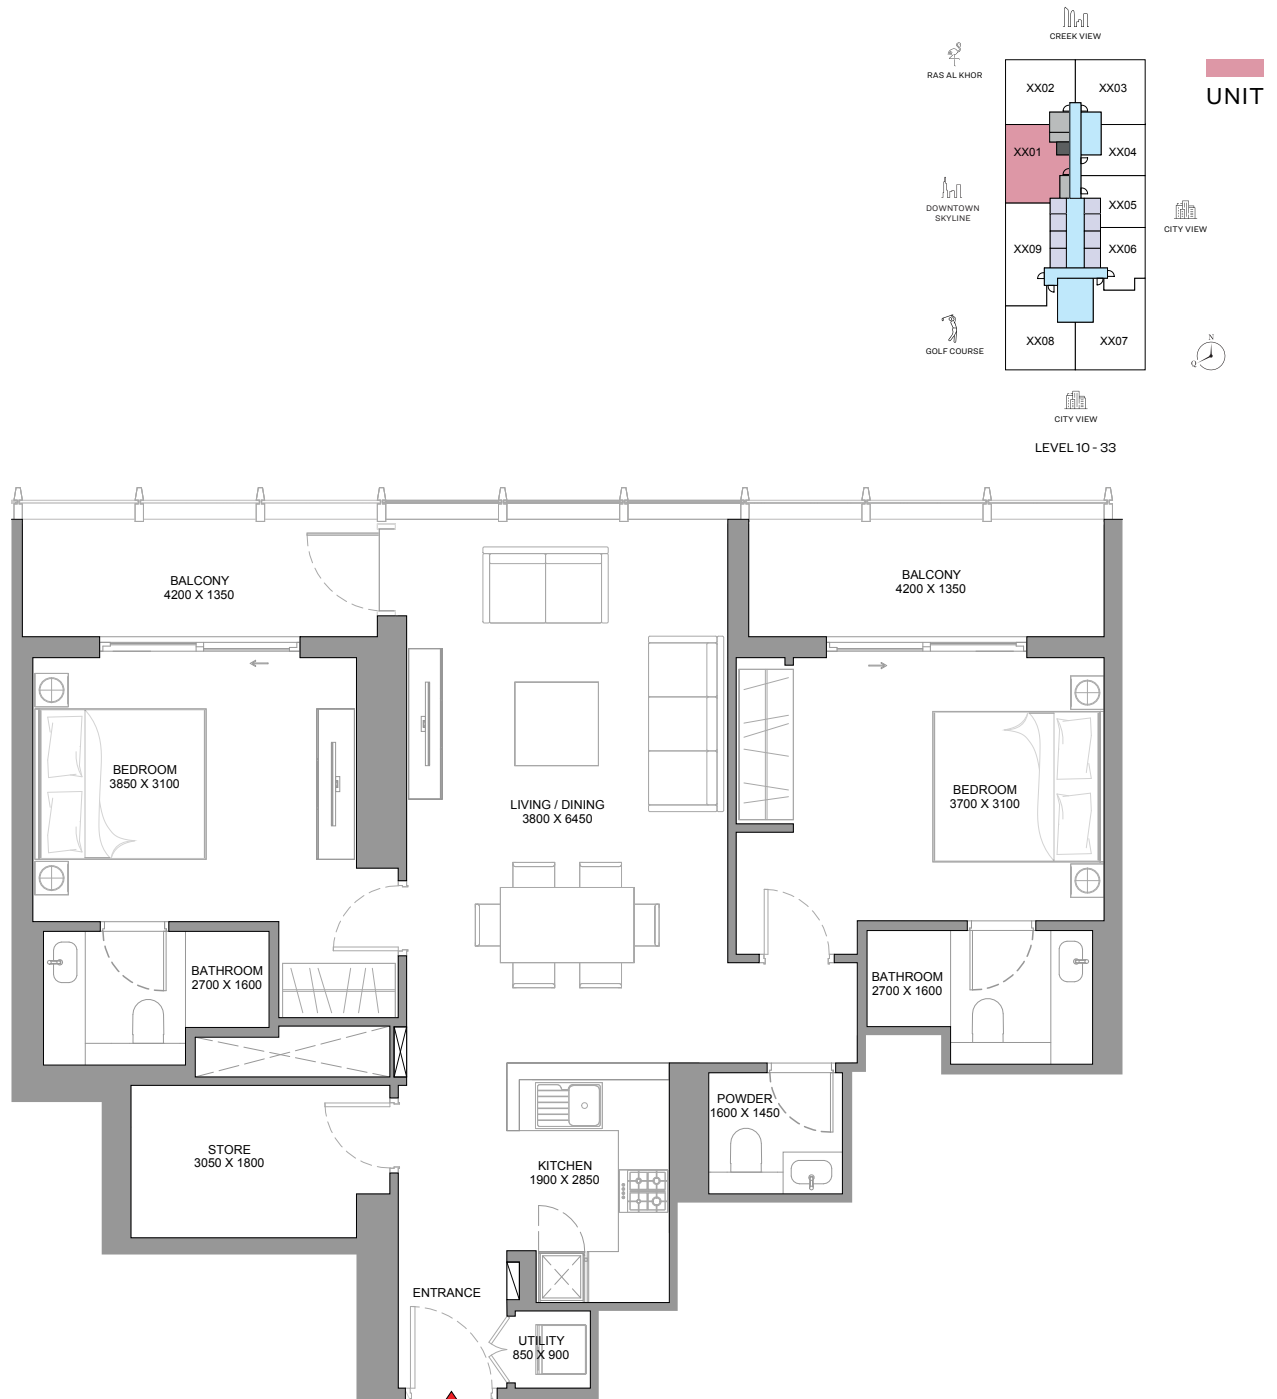 CREEK VIEW
RAS AL KHOR
UNIT
XX02
XX03
XX01
XX04
DOWNTOWN
SKYLINE
XX05
CITY VIEW
XX09
XX06
GOLF COURSE
XX08
XX07
N
Q
CITY VIEW
LEVEL 10 - 33
BALCONY
4200 X 1350
BALCONY
4200 X 1350
BEDROOM
3850 X 3100
LIVING / DINING
3800 X 6450
BEDROOM
3700 X 3100
BATHROOM
2700 X 1600
BATHROOM
2700 X 1600
POWDER
1600 X 1450
STORE
3050 X 1800
KITCHEN
1900 X 2850
ENTRANCE
UTILITY
850 X 900